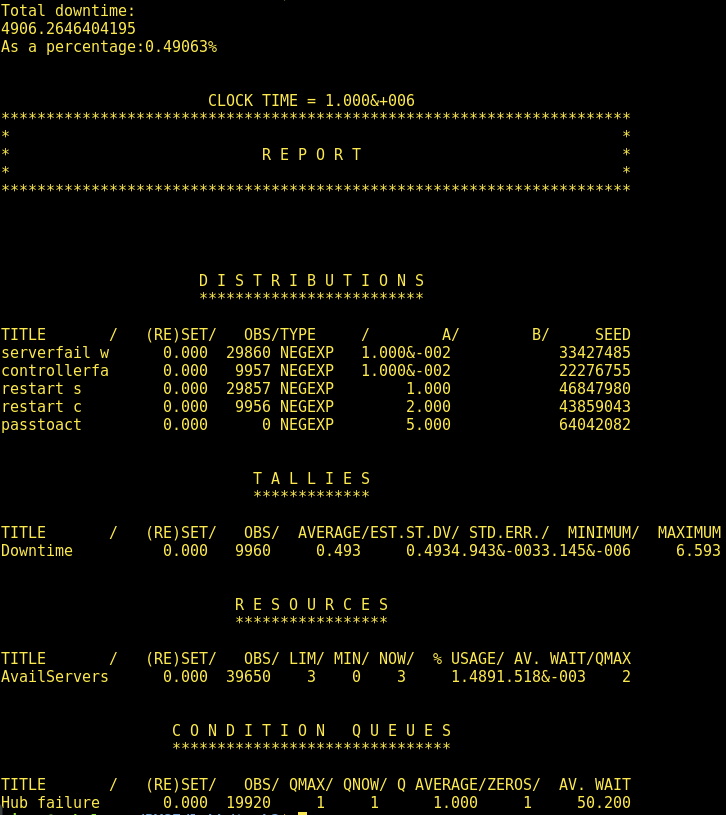 Total downtime:
4906.2646404195
As a percentage:0.49063%
CLOCK TIME = 1.000&+006
**********************************************************************
*                                                                    *
*                            R E P O R T                             *
*                                                                    *
**********************************************************************
D I S T R I B U T I O N S
*************************
TITLE       /   (RE)SET/   OBS/TYPE     /        A/        B/     SEED
serverfail w      0.000  29860 NEGEXP   1.000&-002            33427485
controllerfa      0.000   9957 NEGEXP   1.000&-002            22276755
restart s         0.000  29857 NEGEXP        1.000            46847980
restart c         0.000   9956 NEGEXP        2.000            43859043
passtoact         0.000      0 NEGEXP        5.000            64042082
T A L L I E S
*************
TITLE       /   (RE)SET/   OBS/  AVERAGE/EST.ST.DV/ STD.ERR./  MINIMUM/  MAXIMUM
Downtime          0.000   9960    0.493     0.4934.943&-0033.145&-006     6.593
R E S O U R C E S
*****************
TITLE       /   (RE)SET/   OBS/ LIM/ MIN/ NOW/  % USAGE/ AV. WAIT/QMAX
AvailServers      0.000  39650    3    0    3     1.4891.518&-003    2
C O N D I T I O N   Q U E U E S
*******************************
TITLE       /   (RE)SET/   OBS/ QMAX/ QNOW/ Q AVERAGE/ZEROS/  AV. WAIT
Hub failure       0.000  19920     1     1      1.000     1     50.200